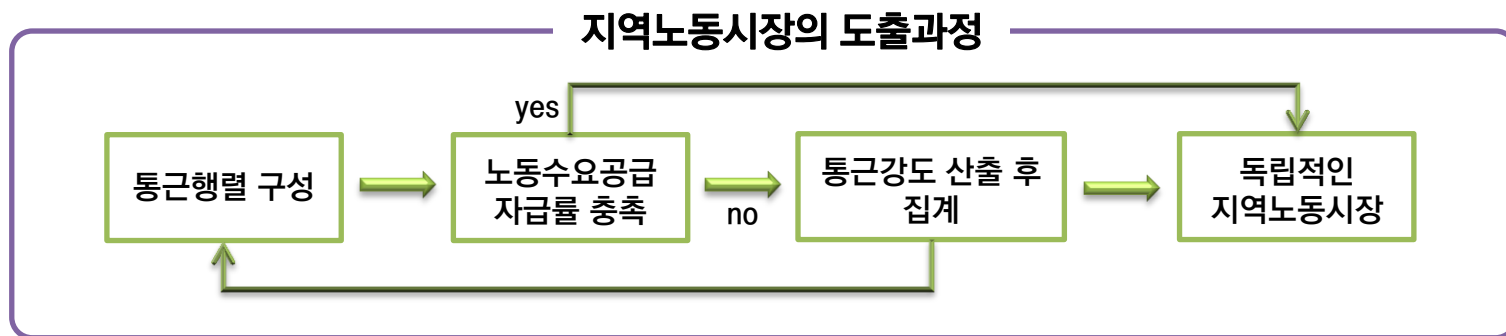 지역노동시장의 도출과정
yes
통근행렬 구성
노동수요공급
자급률 충촉
no
통근강도 산출 후
집계
독립적인
지역노동시장